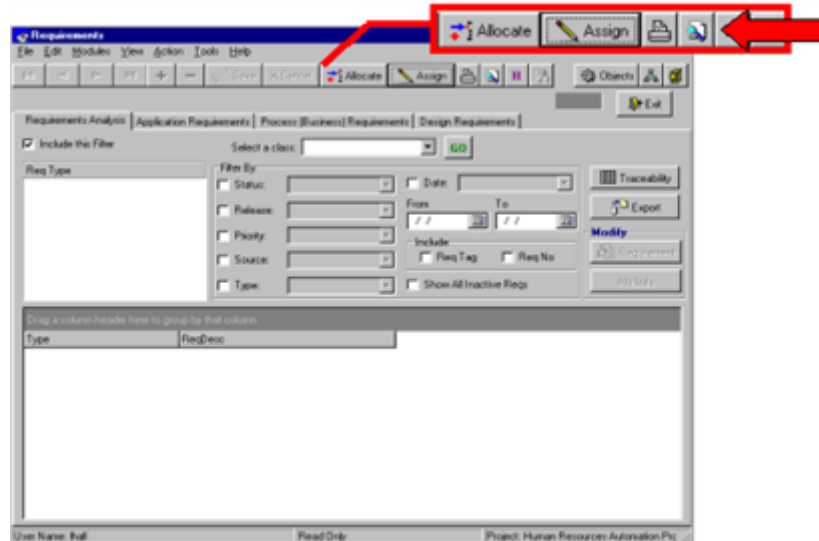 Allocate Assign
Requirements
File Edit Modules View Action Tools Help
Save Cancel Allocate Assign Objects
Exit
Requirements Analysis Application Requirements Process (Business) Requirements Design Requirements
Include this Filter Select a class: GO
Req Type Filter By
Status: Date: Traceability
Release: From To Export
/ / / /
Priority: Include Modify
Source: Req Tag Req No Requirement
Type: Show All Inactive Reqs Attribute
Drag a column header here to group by that column
Type ReqDesc
User Name: lhall Read Only Project: Human Resources Automation Proj